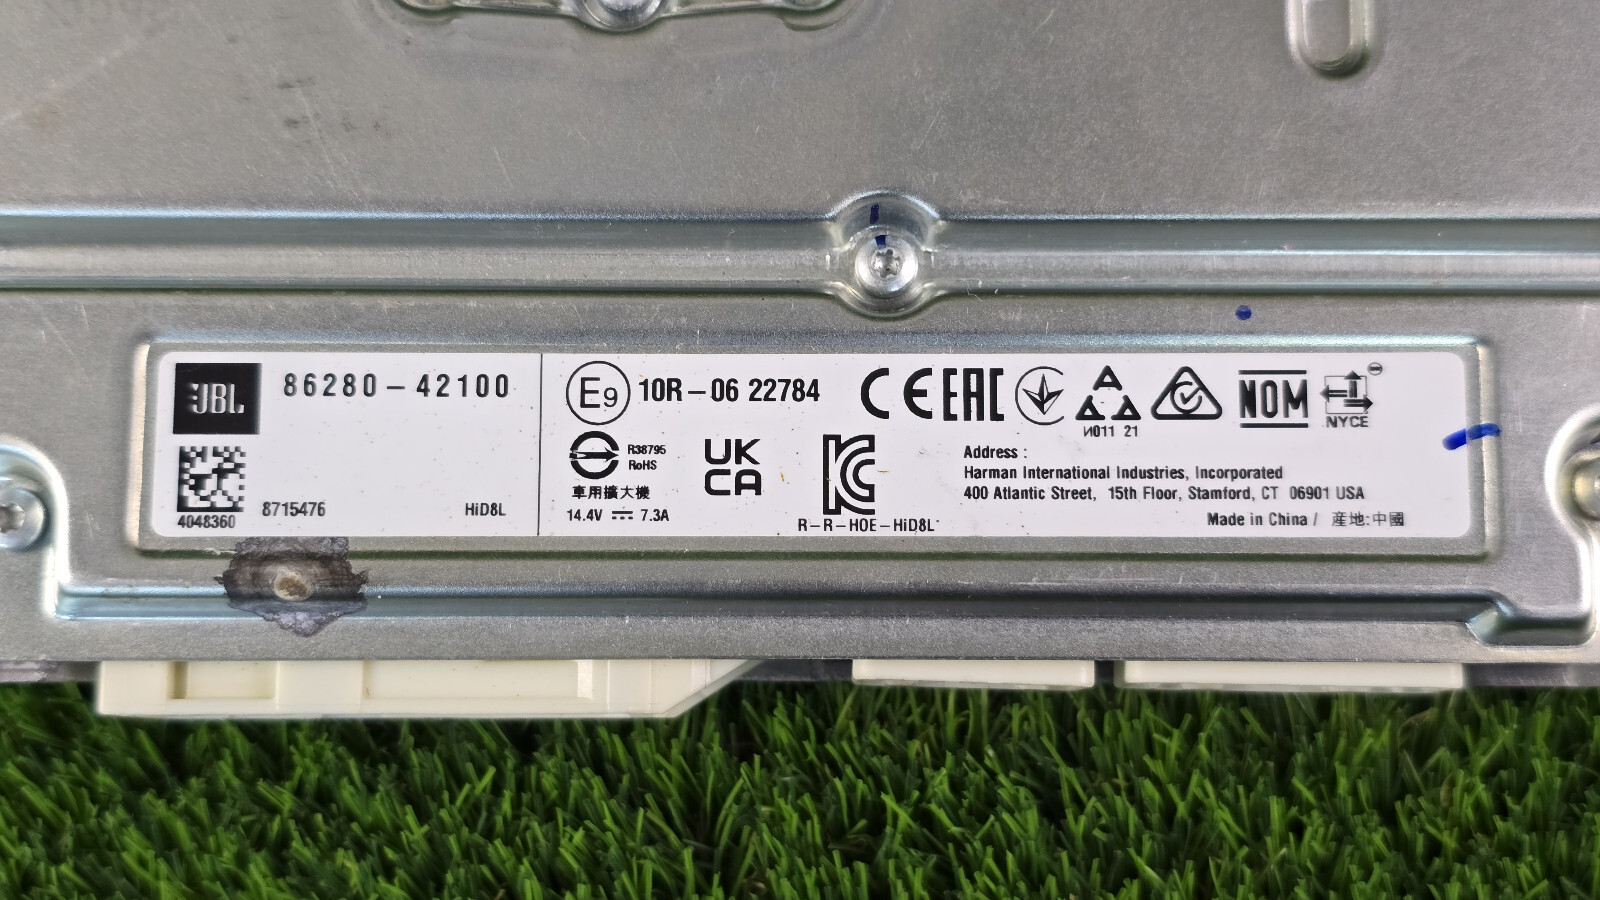 JBL
86280-42100
4048360
8715476
HiD8L
E9 10R-06 22784
CE EAC
И011 21
NOM
NYCE
R38795
RoHS
車用擴大機
14.4V ⎓ 7.3A
UK
CA
R-R-HOE-HiD8L
Address :
Harman International Industries, Incorporated
400 Atlantic Street, 15th Floor, Stamford, CT 06901 USA
Made in China / 產地:中國